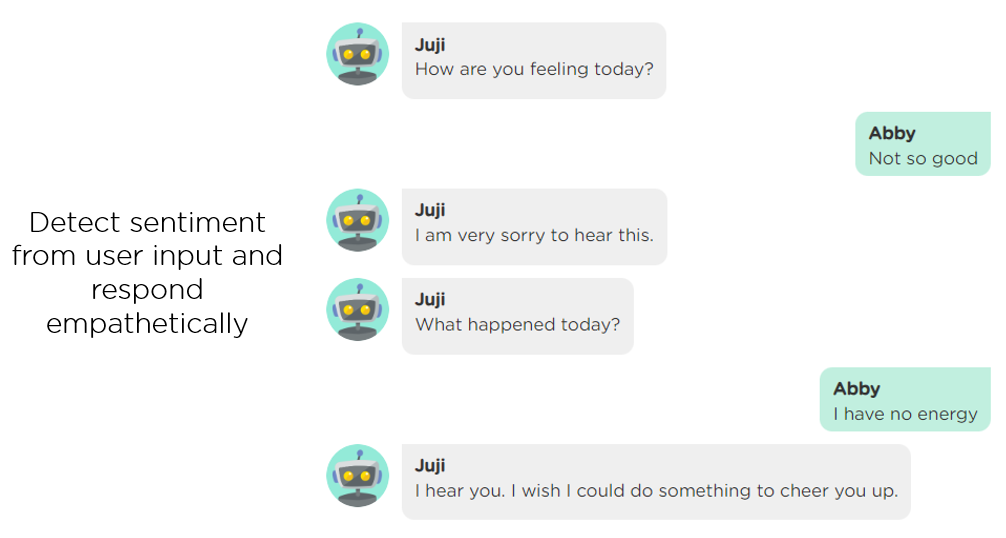 Detect sentiment
from user input and
respond
empathetically
Juji
How are you feeling today?
Abby
Not so good
Juji
I am very sorry to hear this.
Juji
What happened today?
Abby
I have no energy
Juji
I hear you. I wish I could do something to cheer you up.